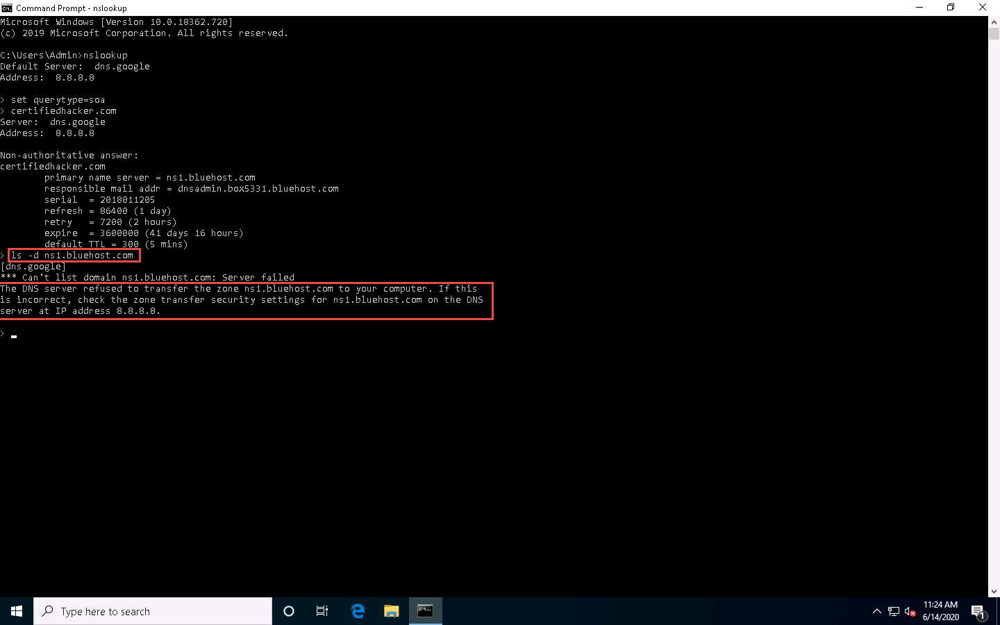 Command Prompt - nslookup
Microsoft Windows [Version 10.0.18362.720]
(c) 2019 Microsoft Corporation. All rights reserved.
C:\Users\Admin>nslookup
Default Server:  dns.google
Address:  8.8.8.8
> set querytype=soa
> certifiedhacker.com
Server:  dns.google
Address:  8.8.8.8
Non-authoritative answer:
certifiedhacker.com
        primary name server = ns1.bluehost.com
        responsible mail addr = dnsadmin.box5331.bluehost.com
        serial  = 2018011205
        refresh = 86400 (1 day)
        retry   = 7200 (2 hours)
        expire  = 3600000 (41 days 16 hours)
        default TTL = 300 (5 mins)
> ls -d ns1.bluehost.com
[dns.google]
*** Can't list domain ns1.bluehost.com: Server failed
The DNS server refused to transfer the zone ns1.bluehost.com to your computer. If this
is incorrect, check the zone transfer security settings for ns1.bluehost.com on the DNS
server at IP address 8.8.8.8.
>
Type here to search
11:24 AM
6/14/2020
1